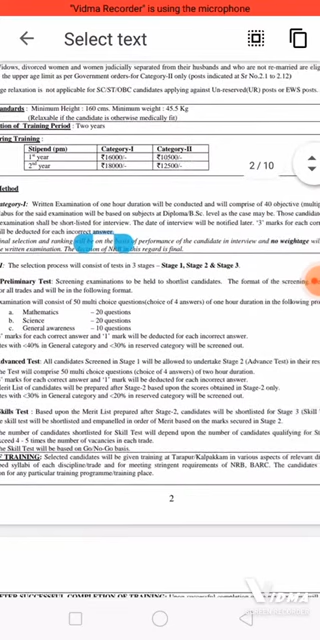 "Vidma Recorder" is using the microphone
Select text
Widows, divorced women and women judicially separated from their husbands and who are not re-married are elig
the upper age limit as per Government orders-for Category-II only (posts indicated at Sr No.2.1 to 2.12)
ge relaxation is not applicable for SC/ST/OBC candidates applying against Un-reserved(UR) posts or EWS posts.
andards : Minimum Height : 160 cms. Minimum weight : 45.5 Kg
(Relaxable if the candidate is otherwise medically fit)
tion of Training Period : Two years
ring Training :
Stipend (pm) Category-I Category-II
1st year ₹16000/- ₹10500/-
2nd year ₹18000/- ₹12500/-
2 / 10
Method
Category-I: Written Examination of one hour duration will be conducted and will comprise of 40 objective (multip
labus for the said examination will be based on subjects at Diploma/B.Sc. level as the case may be. Those candidat
examination shall be short-listed for interview. The date of interview will be notified later. '3' marks for each corre
will be deducted for each incorrect answer.
inal selection and ranking will be on the basis of performance of the candidate in interview and no weightage will
e written examination. The decision of NRB in this regard is final.
I: The selection process will consist of tests in 3 stages – Stage 1, Stage 2 & Stage 3.
Preliminary Test: Screening examinations to be held to shortlist candidates. The format of the screening
or all trades and will be in the following format.
xamination will consist of 50 multi choice questions(choice of 4 answers) of one hour duration in the following pro
a. Mathematics – 20 questions
b. Science – 20 questions
c. General awareness – 10 questions
' marks for each correct answer and '1' mark will be deducted for each incorrect answer.
ates with <40% in General category and <30% in reserved category will be screened out.
Advanced Test: All candidates Screened in Stage 1 will be allowed to undertake Stage 2 (Advance Test) in their res
The Test will comprise 50 multi choice questions (choice of 4 answers) of two hour duration.
' marks for each correct answer and '1' mark will be deducted for each incorrect answer.
Merit List of candidates will be prepared after Stage-2 based upon the scores obtained in Stage-2 only.
ates with <30% in General category and <20% in reserved category will be screened out.
Skills Test : Based upon the Merit List prepared after Stage-2, candidates will be shortlisted for Stage 3 (Skill T
e skill test will be shortlisted and empanelled in order of Merit based on the marks secured in Stage 2.
he number of candidates shortlisted for Skill Test will depend upon the number of candidates qualifying for St
xceed 4 - 5 times the number of vacancies in each trade.
he Skill Test will be based on Go/No-Go basis.
F TRAINING: Selected candidates will be given training at Tarapur/Kalpakkam in various aspects of relevant di
bed syllabi of each discipline/trade and for meeting stringent requirements of NRB, BARC. The candidates
on for any particular training programme/training place.
2
VIDMA